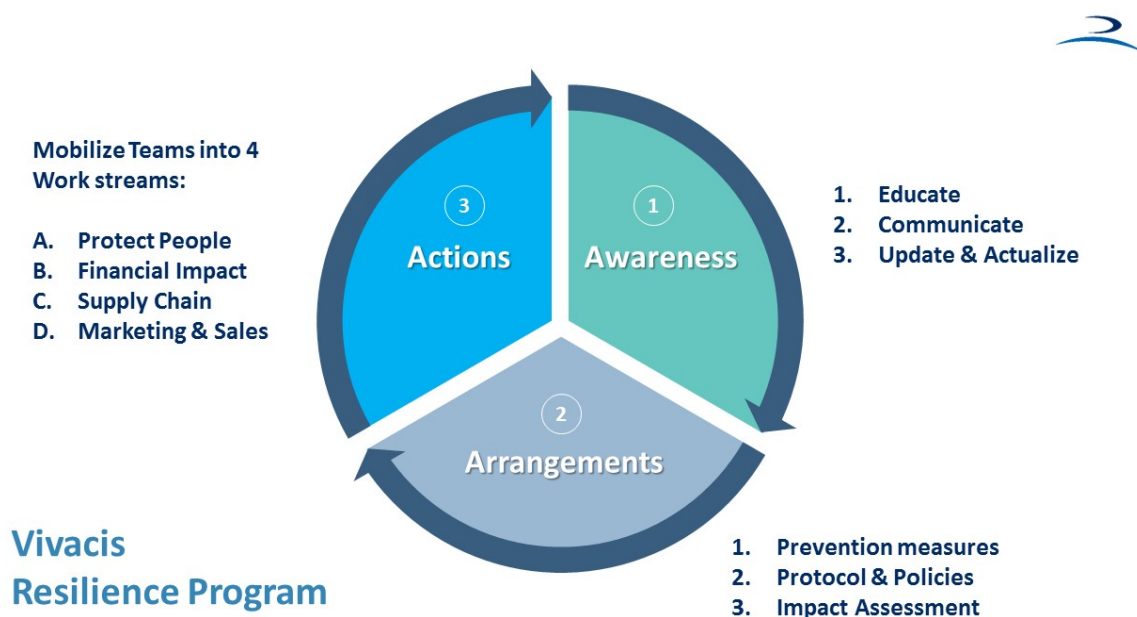 Mobilize Teams into 4
Work streams:
A. Protect People
B. Financial Impact
C. Supply Chain
D. Marketing & Sales
3
Actions
1
Awareness
1. Educate
2. Communicate
3. Update & Actualize
2
Arrangements
1. Prevention measures
2. Protocol & Policies
3. Impact Assessment
Vivacis
Resilience Program